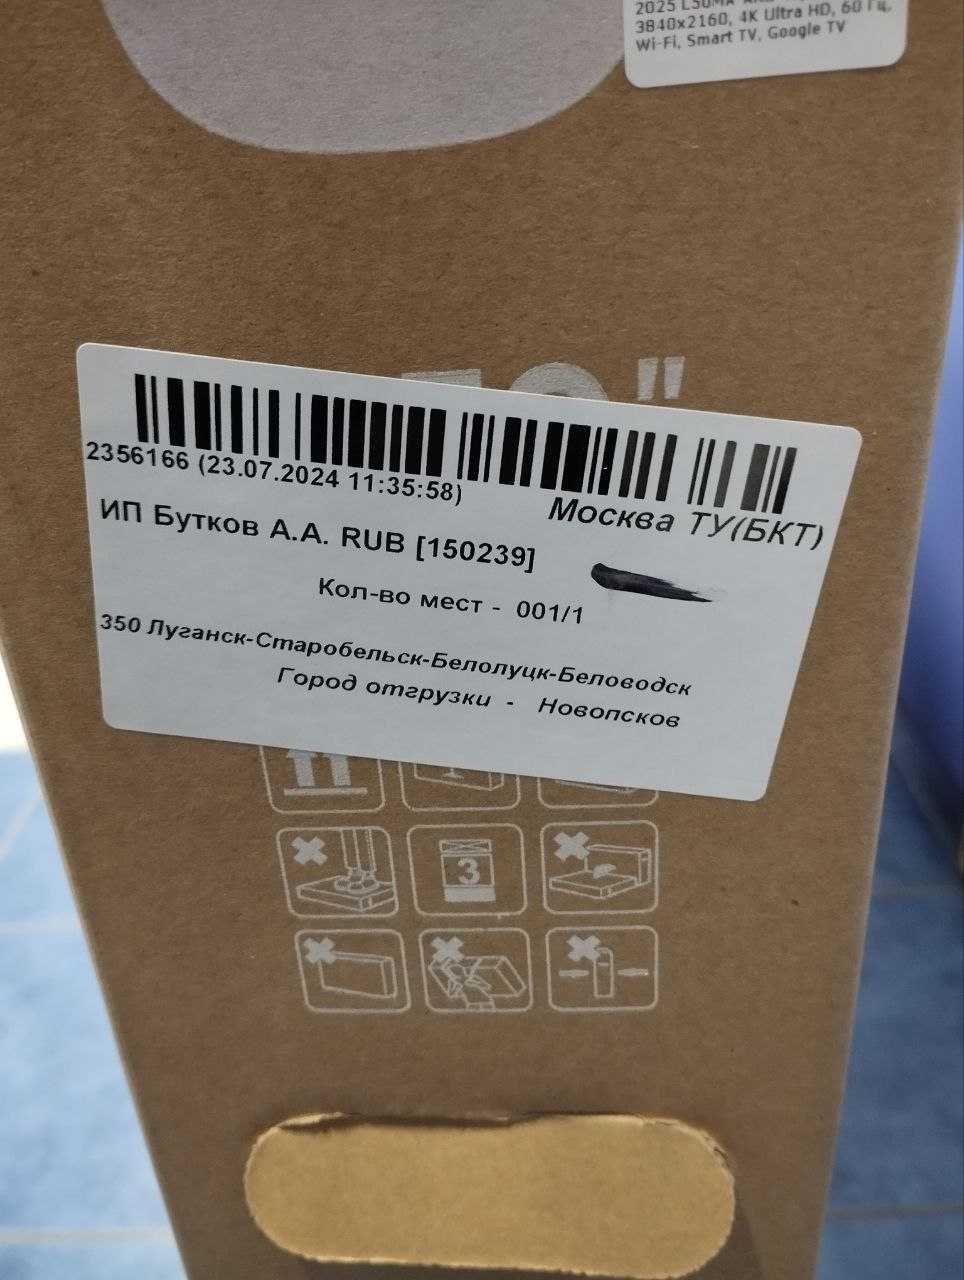 2025
3840x2160, 4K Ultra HD, 60 Гц,
Wi-Fi, Smart TV, Google TV
2356166 (23.07.2024 11:35:58)
Москва ТУ(БКТ)
ИП Бутков А.А. RUB [150239]
Кол-во мест - 001/1
350 Луганск-Старобельск-Белолуцк-Беловодск
Город отгрузки - Новопсков
3